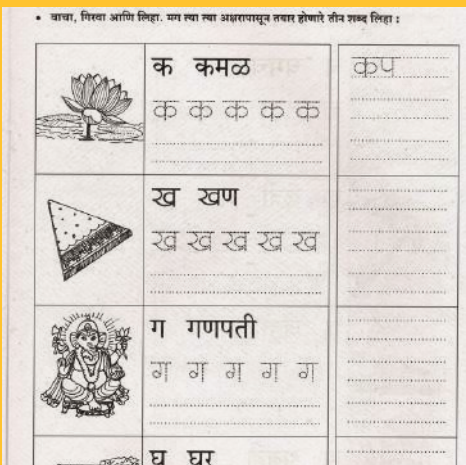 • वाचा, गिरवा आणि लिहा. मग त्या त्या अक्षरापासून तयार होणारे तीन शब्द लिहा :
क कमळ
क क क क क
कप
ख खण
ख ख ख ख ख
ग गणपती
ग ग ग ग ग
घ घर